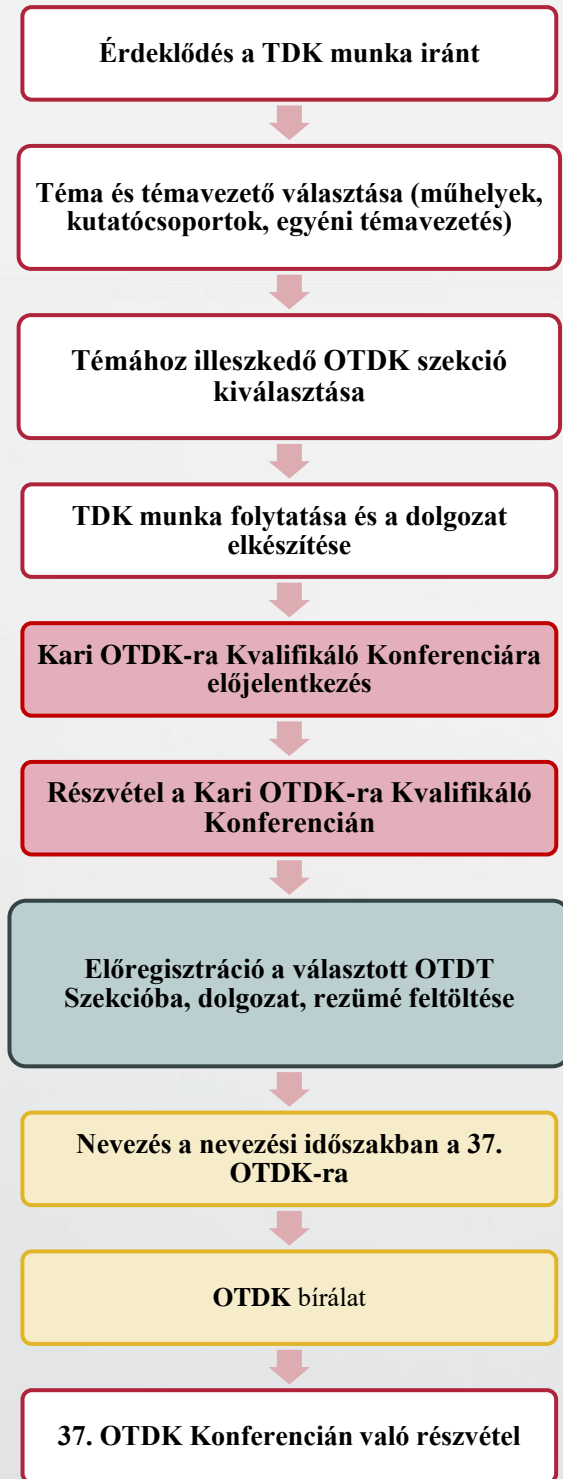 Érdeklődés a TDK munka iránt
Téma és témavezető választása (műhelyek,
kutatócsoportok, egyéni témavezetés)
Témához illeszkedő OTDK szekció
kiválasztása
TDK munka folytatása és a dolgozat
elkészítése
Kari OTDK-ra Kvalifikáló Konferenciára
előjelentkezés
Részvétel a Kari OTDK-ra Kvalifikáló
Konferencián
Előregisztráció a választott OTDT
Szekcióba, dolgozat, rezümé feltöltése
Nevezés a nevezési időszakban a 37.
OTDK-ra
OTDK bírálat
37. OTDK Konferencián való részvétel